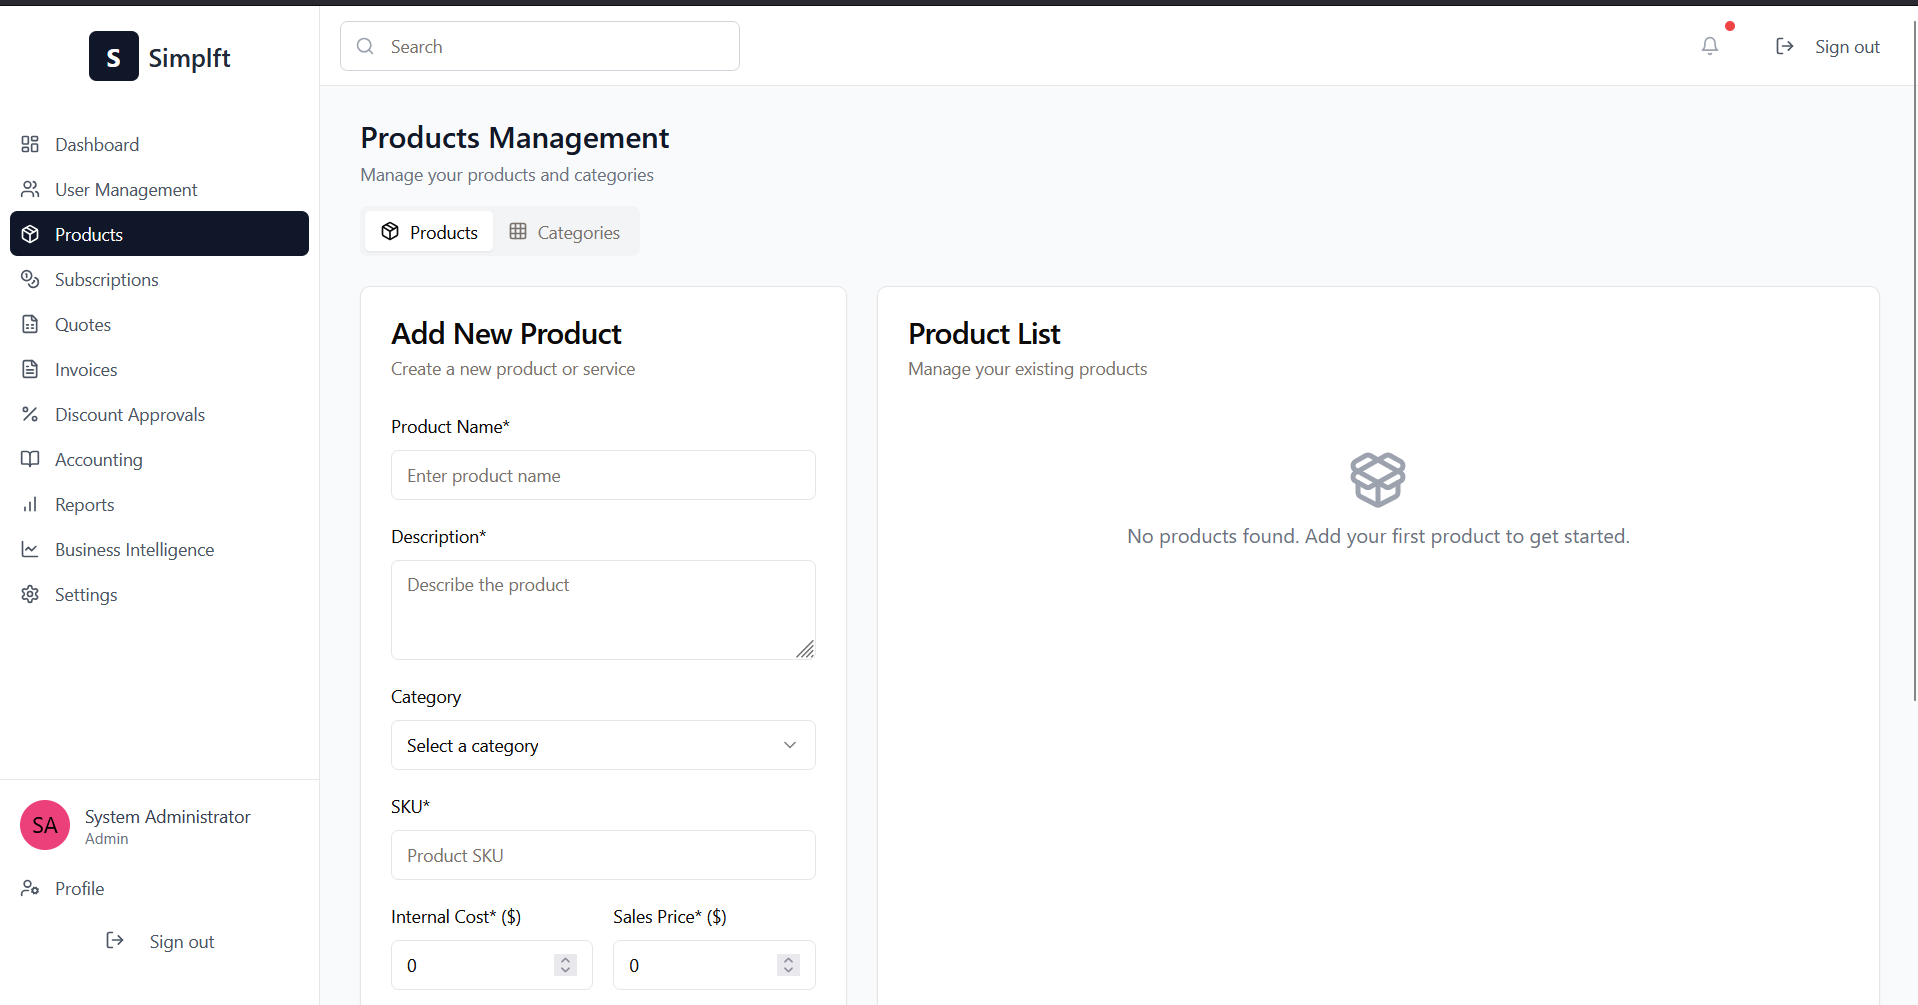 S Simplft
Search
Sign out
Dashboard
User Management
Products
Subscriptions
Quotes
Invoices
Discount Approvals
Accounting
Reports
Business Intelligence
Settings
SA System Administrator
Admin
Profile
Sign out
Products Management
Manage your products and categories
Products Categories
Add New Product
Create a new product or service
Product Name*
Enter product name
Description*
Describe the product
Category
Select a category
SKU*
Product SKU
Internal Cost* ($) Sales Price* ($)
0 0
Product List
Manage your existing products
No products found. Add your first product to get started.